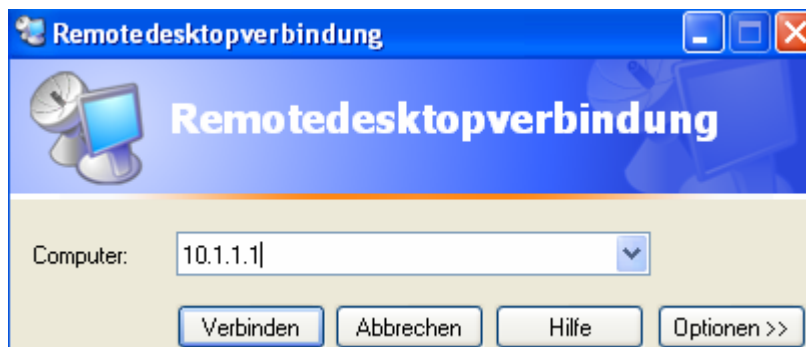 Remotedesktopverbindung
Remotedesktopverbindung
Computer: 10.1.1.1
Verbinden Abbrechen Hilfe Optionen >>